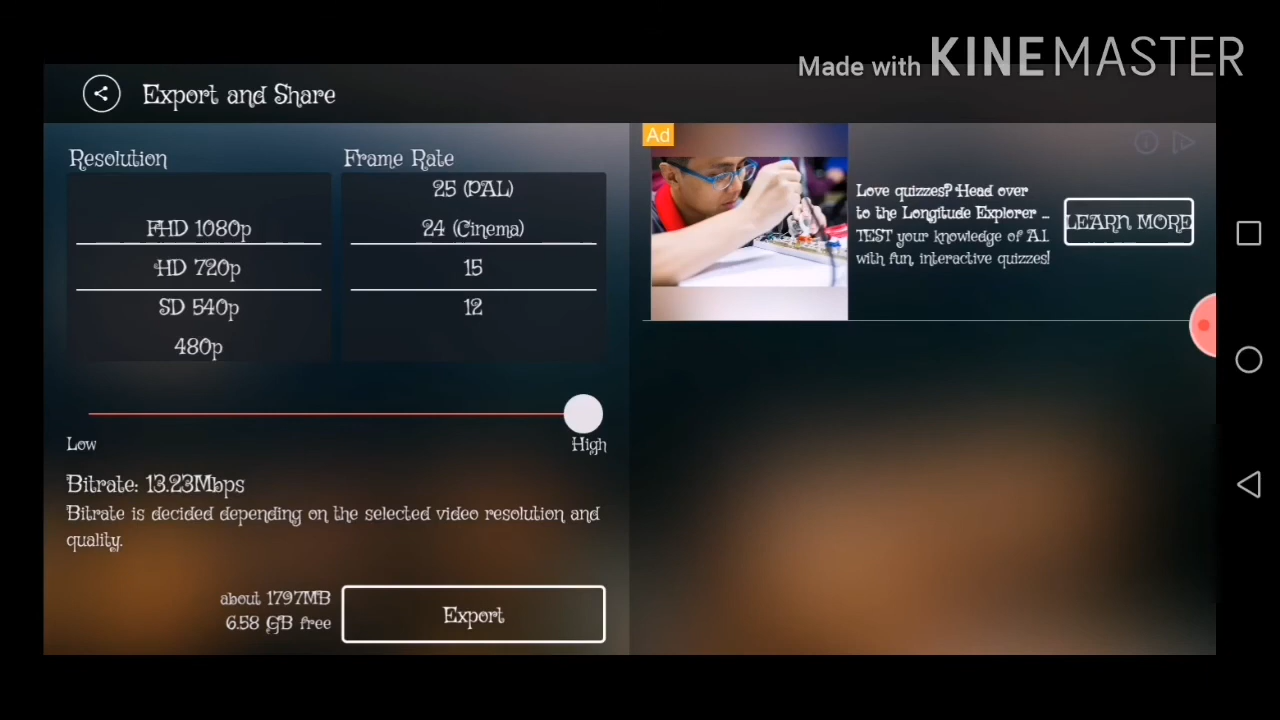 Made with KINEMASTER
Export and Share
Resolution
FHD 1080p
HD 720p
SD 540p
480p
Frame Rate
25 (PAL)
24 (Cinema)
15
12
Low
High
Bitrate: 13.23Mbps
Bitrate is decided depending on the selected video resolution and
quality.
about 1797MB
6.58 GB free
Export
Ad
Love quizzes? Head over
to the Longitude Explorer ...
TEST your knowledge of A.I.
with fun, interactive quizzes!
LEARN MORE